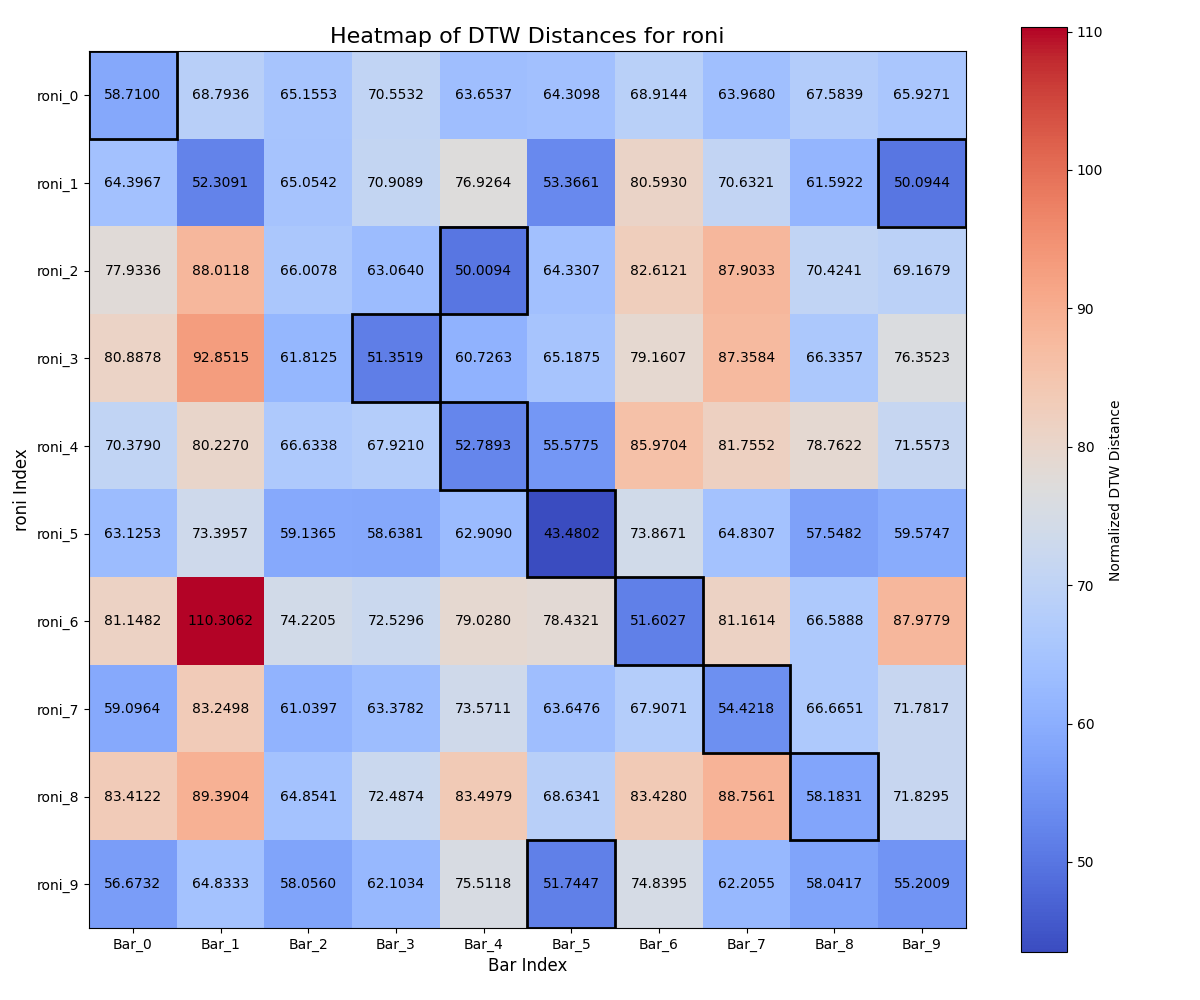 Heatmap of DTW Distances for roni
roni_0 58.7100 68.7936 65.1553 70.5532 63.6537 64.3098 68.9144 63.9680 67.5839 65.9271
roni_1 64.3967 52.3091 65.0542 70.9089 76.9264 53.3661 80.5930 70.6321 61.5922 50.0944
roni_2 77.9336 88.0118 66.0078 63.0640 50.0094 64.3307 82.6121 87.9033 70.4241 69.1679
roni_3 80.8878 92.8515 61.8125 51.3519 60.7263 65.1875 79.1607 87.3584 66.3357 76.3523
roni_4 70.3790 80.2270 66.6338 67.9210 52.7893 55.5775 85.9704 81.7552 78.7622 71.5573
roni_5 63.1253 73.3957 59.1365 58.6381 62.9090 43.4802 73.8671 64.8307 57.5482 59.5747
roni_6 81.1482 110.3062 74.2205 72.5296 79.0280 78.4321 51.6027 81.1614 66.5888 87.9779
roni_7 59.0964 83.2498 61.0397 63.3782 73.5711 63.6476 67.9071 54.4218 66.6651 71.7817
roni_8 83.4122 89.3904 64.8541 72.4874 83.4979 68.6341 83.4280 88.7561 58.1831 71.8295
roni_9 56.6732 64.8333 58.0560 62.1034 75.5118 51.7447 74.8395 62.2055 58.0417 55.2009
Bar_0 Bar_1 Bar_2 Bar_3 Bar_4 Bar_5 Bar_6 Bar_7 Bar_8 Bar_9
Bar Index
roni Index
110
100
90
80
70
60
50
Normalized DTW Distance